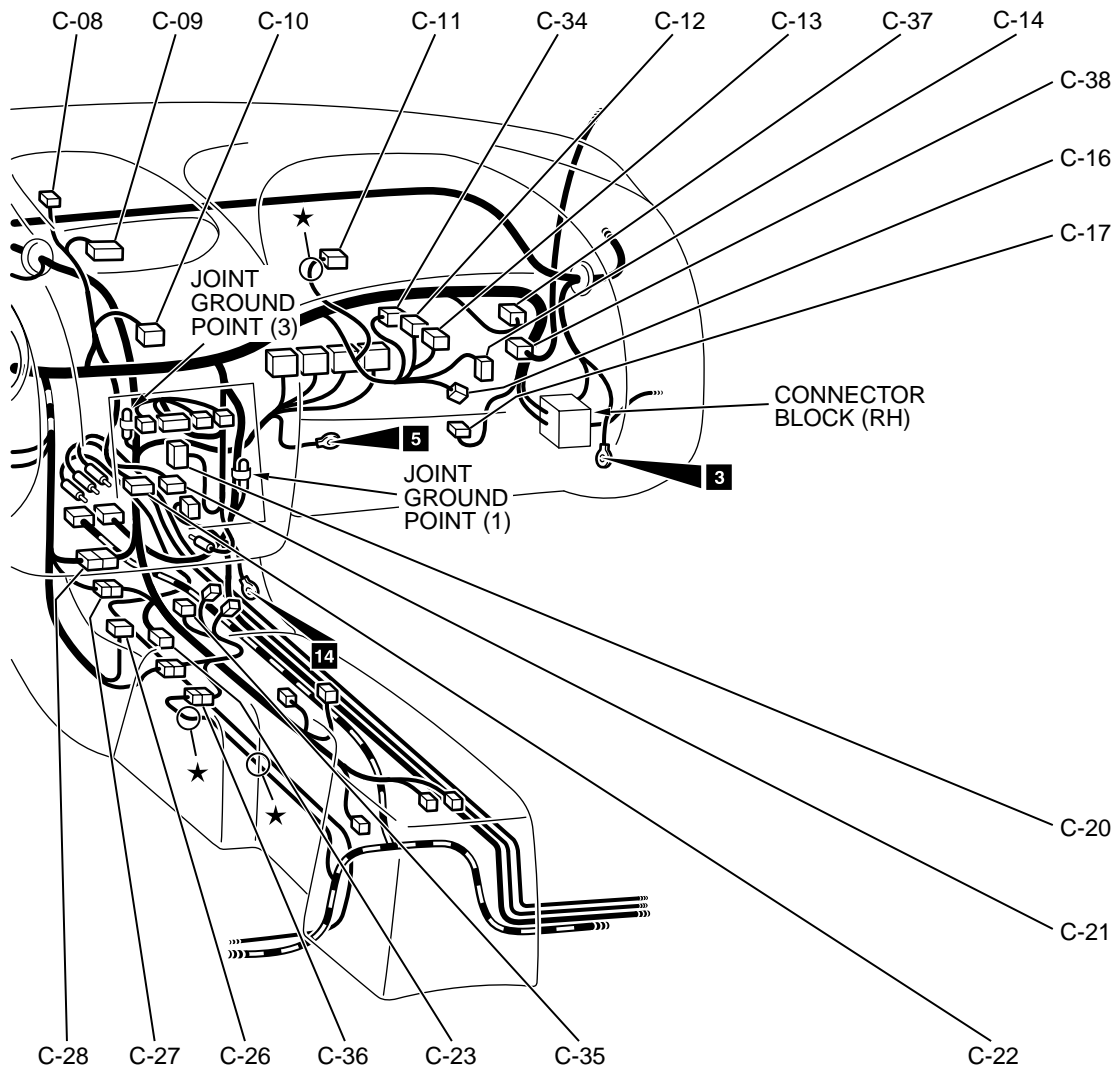 C-08
C-09
C-10
C-11
C-34
C-12
C-13
C-37
C-14
C-38
C-16
C-17
JOINT
GROUND
POINT (3)
CONNECTOR
BLOCK (RH)
5
3
JOINT
GROUND
POINT (1)
14
C-20
C-21
C-28
C-27
C-26
C-36
C-23
C-35
C-22